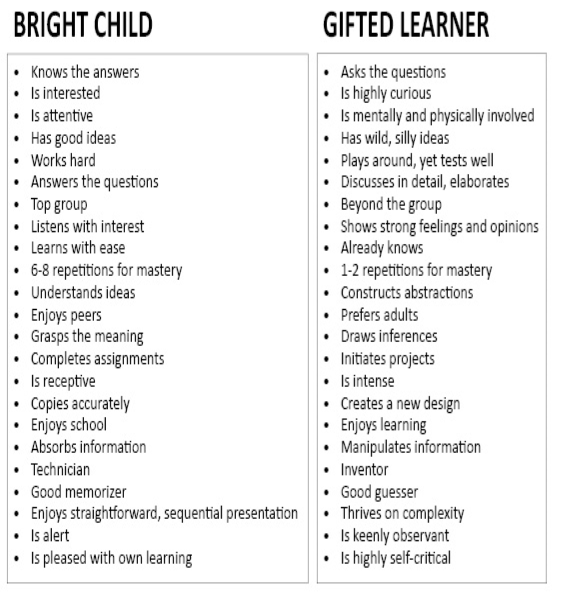 BRIGHT CHILD
• Knows the answers
• Is interested
• Is attentive
• Has good ideas
• Works hard
• Answers the questions
• Top group
• Listens with interest
• Learns with ease
• 6-8 repetitions for mastery
• Understands ideas
• Enjoys peers
• Grasps the meaning
• Completes assignments
• Is receptive
• Copies accurately
• Enjoys school
• Absorbs information
• Technician
• Good memorizer
• Enjoys straightforward, sequential presentation
• Is alert
• Is pleased with own learning
GIFTED LEARNER
• Asks the questions
• Is highly curious
• Is mentally and physically involved
• Has wild, silly ideas
• Plays around, yet tests well
• Discusses in detail, elaborates
• Beyond the group
• Shows strong feelings and opinions
• Already knows
• 1-2 repetitions for mastery
• Constructs abstractions
• Prefers adults
• Draws inferences
• Initiates projects
• Is intense
• Creates a new design
• Enjoys learning
• Manipulates information
• Inventor
• Good guesser
• Thrives on complexity
• Is keenly observant
• Is highly self-critical